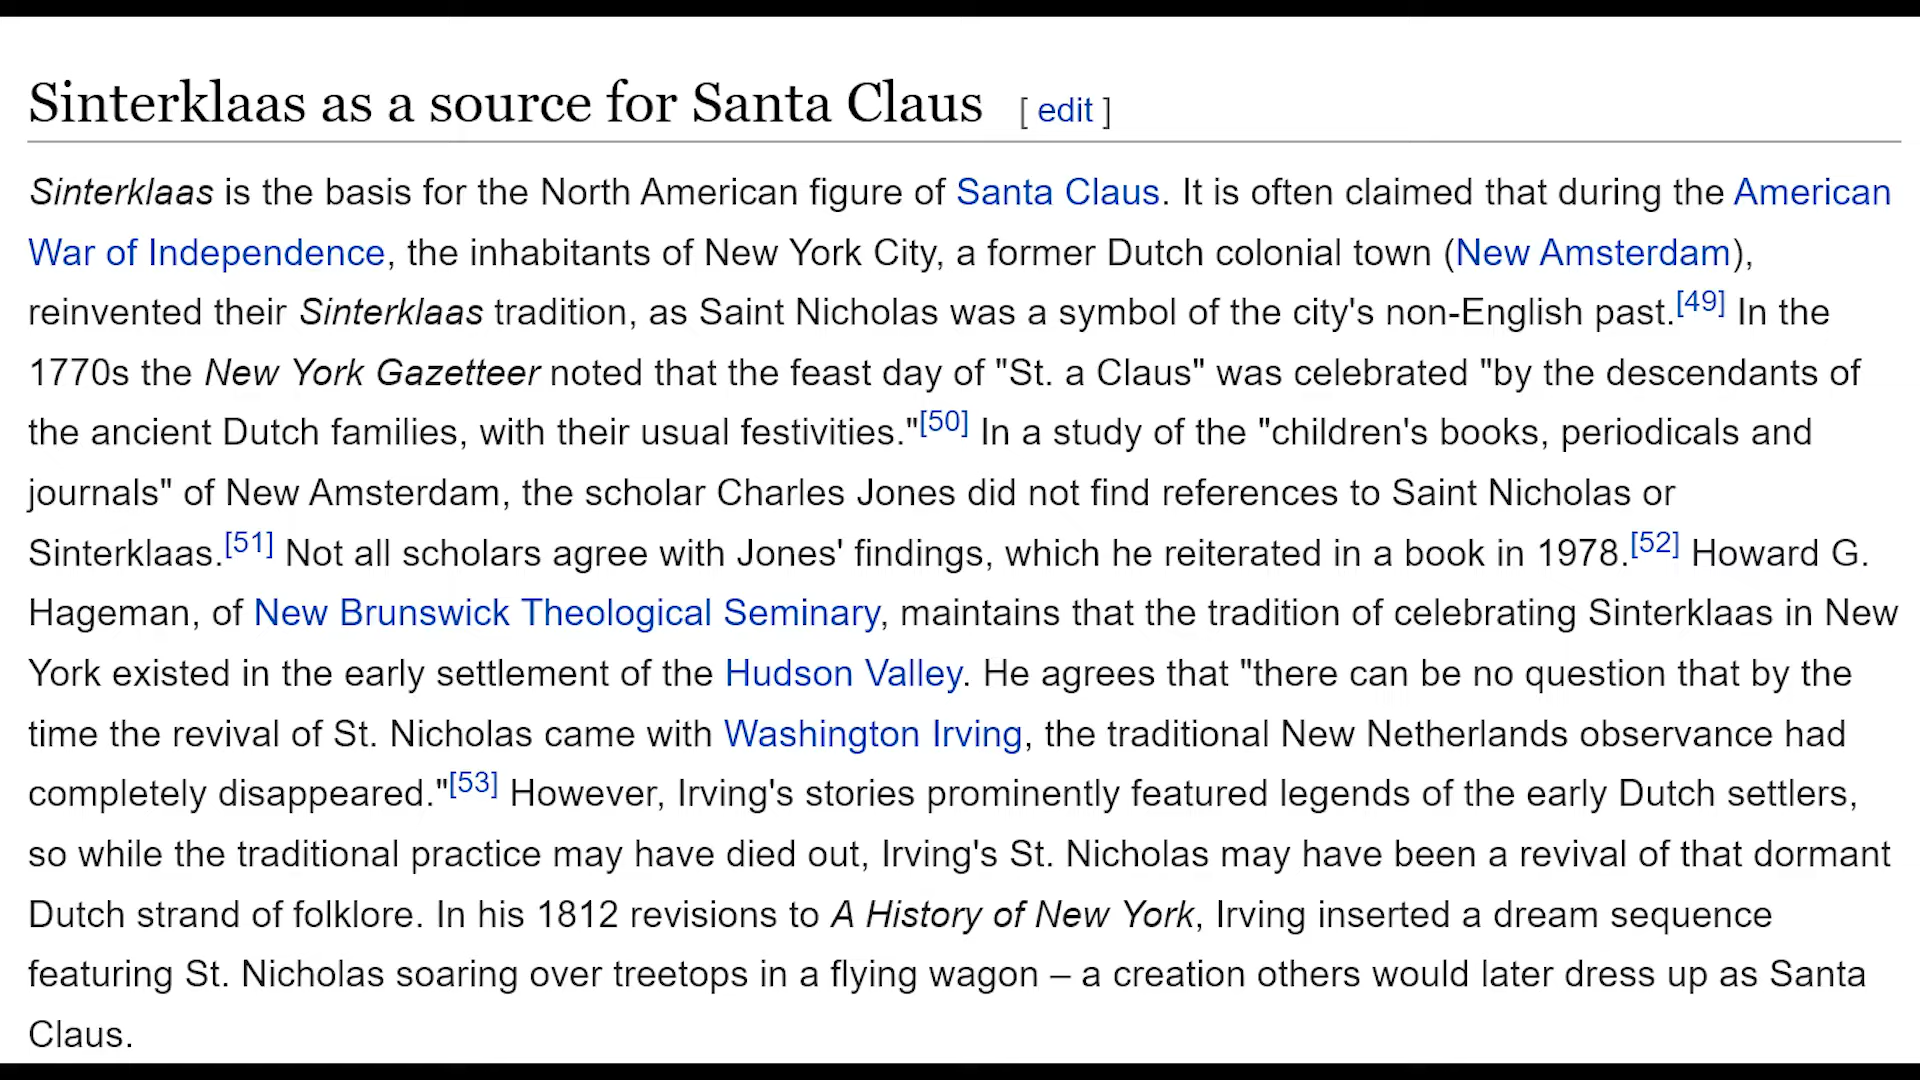 Sinterklaas as a source for Santa Claus [ edit ]
Sinterklaas is the basis for the North American figure of Santa Claus. It is often claimed that during the American
War of Independence, the inhabitants of New York City, a former Dutch colonial town (New Amsterdam),
reinvented their Sinterklaas tradition, as Saint Nicholas was a symbol of the city's non-English past.[49] In the
1770s the New York Gazetteer noted that the feast day of "St. a Claus" was celebrated "by the descendants of
the ancient Dutch families, with their usual festivities."[50] In a study of the "children's books, periodicals and
journals" of New Amsterdam, the scholar Charles Jones did not find references to Saint Nicholas or
Sinterklaas.[51] Not all scholars agree with Jones' findings, which he reiterated in a book in 1978.[52] Howard G.
Hageman, of New Brunswick Theological Seminary, maintains that the tradition of celebrating Sinterklaas in New
York existed in the early settlement of the Hudson Valley. He agrees that "there can be no question that by the
time the revival of St. Nicholas came with Washington Irving, the traditional New Netherlands observance had
completely disappeared."[53] However, Irving's stories prominently featured legends of the early Dutch settlers,
so while the traditional practice may have died out, Irving's St. Nicholas may have been a revival of that dormant
Dutch strand of folklore. In his 1812 revisions to A History of New York, Irving inserted a dream sequence
featuring St. Nicholas soaring over treetops in a flying wagon – a creation others would later dress up as Santa
Claus.